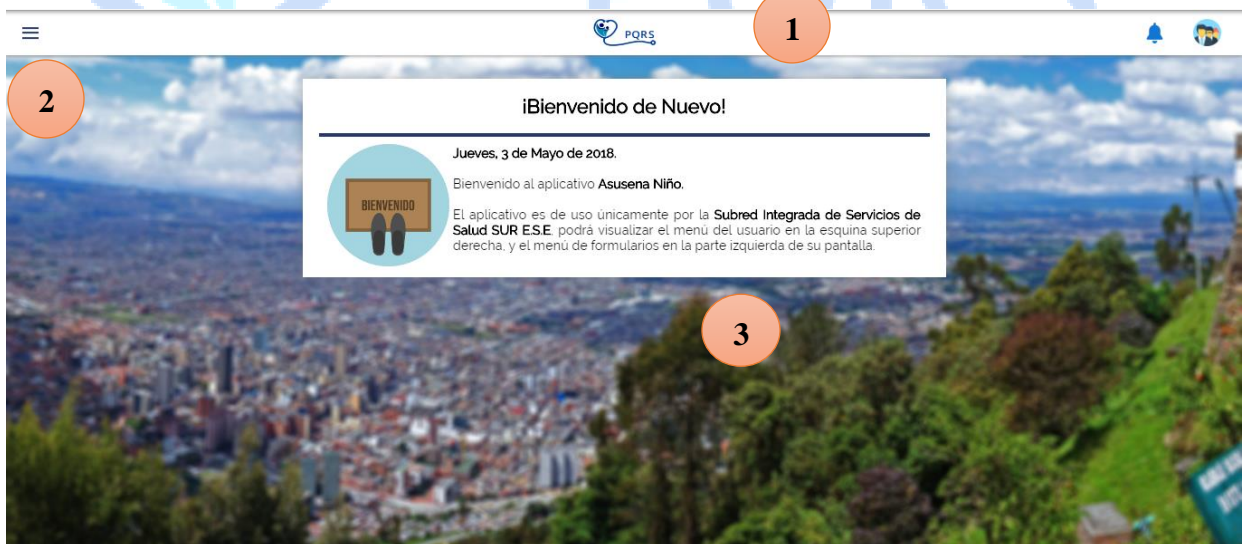 1
PQRS
2
¡Bienvenido de Nuevo!
Jueves, 3 de Mayo de 2018.
Bienvenido al aplicativo Asusena Niño.
BIENVENIDO
El aplicativo es de uso únicamente por la Subred Integrada de Servicios de
Salud SUR E.S.E. podrá visualizar el menú del usuario en la esquina superior
derecha, y el menú de formularios en la parte izquierda de su pantalla.
3